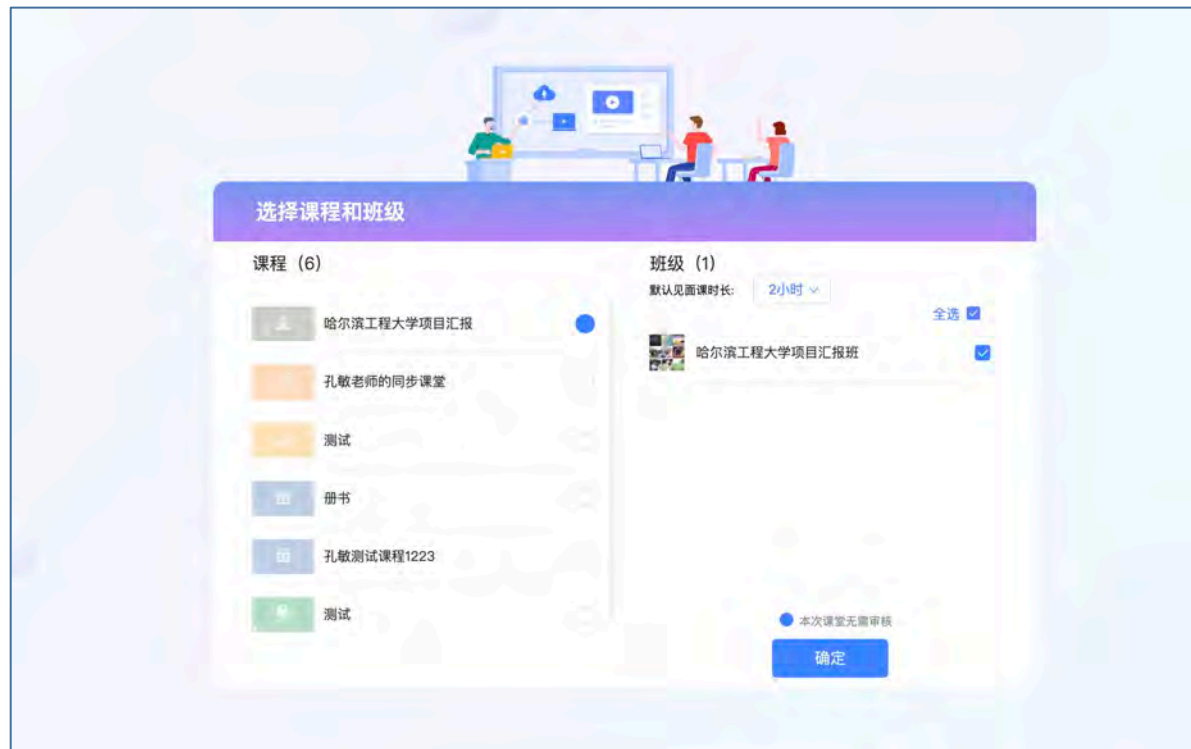 选择课程和班级
课程（6）
哈尔滨工程大学项目汇报
孔敏老师的同步课堂
测试
册书
孔敏测试课程1223
测试
班级（1）
默认见面课时长: 2小时
全选
哈尔滨工程大学项目汇报班
本次课堂无需审核
确定